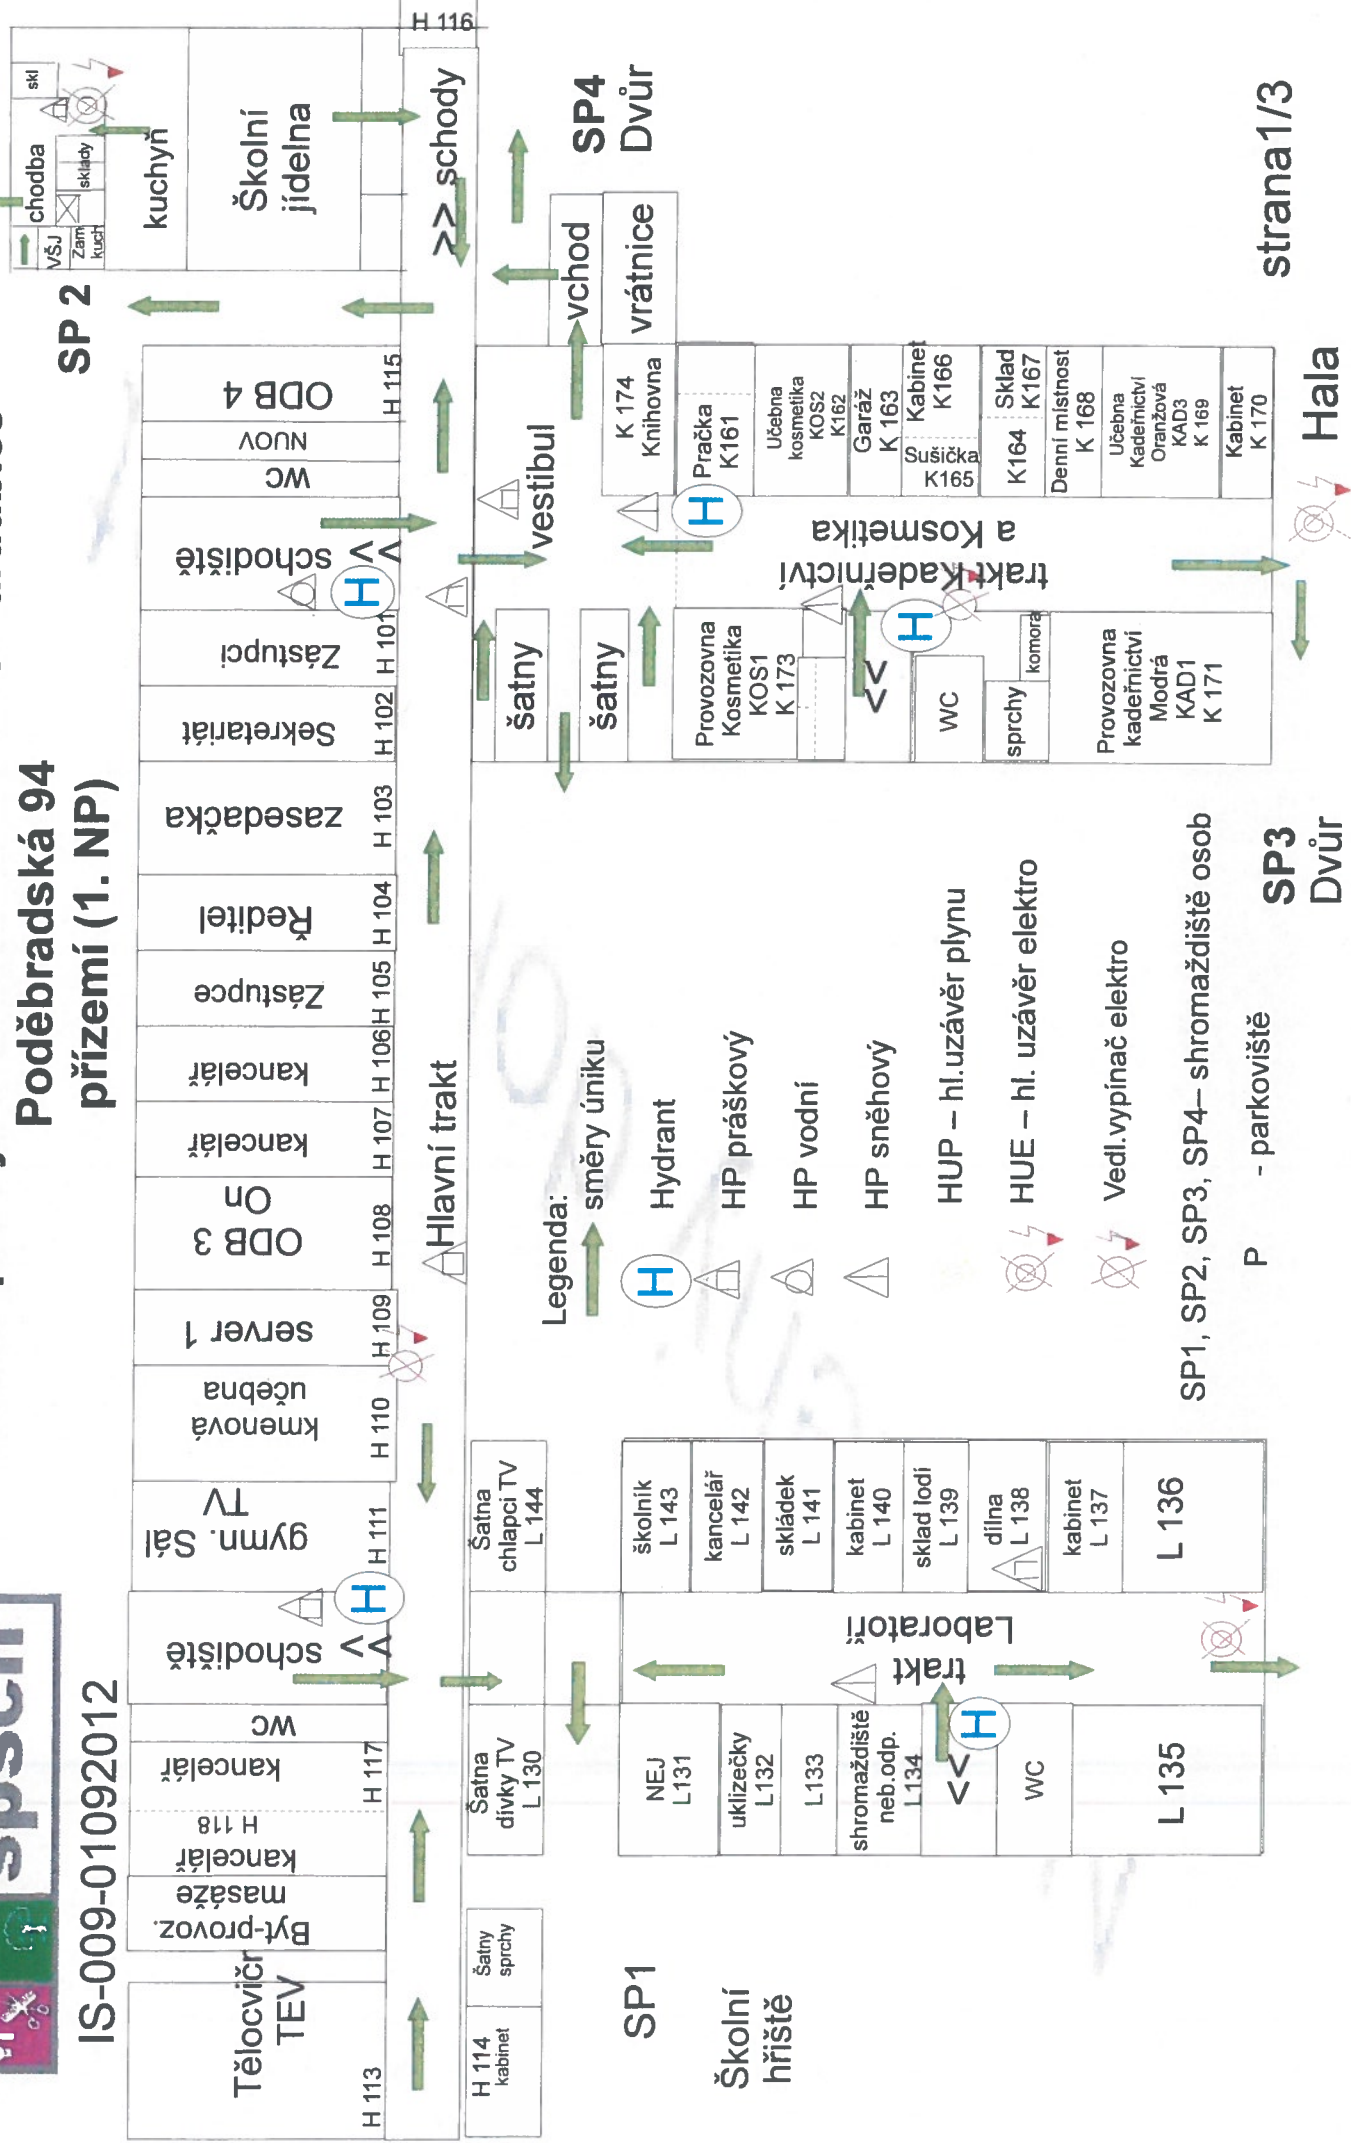 spsch
IS-009-01092012
Poděbradská 94
přízemí (1. NP)
SP 2
chodba
skl
VŠJ
Zam
kuch
sklady
kuchyň
Školní
jídelna
H 116
>> schody
SP4
Dvůr
Tělocvičr
TEV
H 113
Byt-provoz.
masáže
kancelář
H 118
kancelář
H 117
WC
schodiště
<<
H
gymn. Sál
TV
H 111
kmenová
učebna
H 110
server 1
H 109
ODB 3
On
H 108
kancelář
H 107
kancelář
H 106
Zástupce
H 105
Ředitel
H 104
zasedačka
H 103
Sekretariát
H 102
Zástupci
H 101
schodiště
<<
H
WC
NUOV
ODB 4
H 115
Hlavní trakt
H 114
kabinet
Šatny
sprchy
Šatna
dívky TV
L 130
Šatna
chlapci TV
L 144
šatny
šatny
vestibul
vchod
vrátnice
SP1
Školní
hřiště
NEJ
L131
uklizečky
L132
L133
shromaždiště
neb.odp.
L134
<<
H
WC
L 135
trakt
Laboratoří
školník
L 143
kancelář
L 142
skládek
L 141
kabinet
L 140
sklad lodí
L 139
dílna
L 138
kabinet
L 137
L 136
Legenda:
směry úniku
H
Hydrant
HP práškový
HP vodní
HP sněhový
HUP – hl.uzávěr plynu
HUE – hl. uzávěr elektro
Vedl.vypínač elektro
SP1, SP2, SP3, SP4– shromaždiště osob
P - parkoviště
Provozovna
Kosmetika
KOS1
K 173
<<
H
WC
sprchy
komora
Provozovna
kadeřnictví
Modrá
KAD1
K 171
trakt Kadeřnictví
a Kosmetika
H
K 174
Knihovna
Pračka
K161
Učebna
kosmetika
KOS2
K162
Garáž
K 163
Kabinet
K166
Sušička
K165
K164
Sklad
K167
Denní místnost
K 168
Učebna
Kadeřnictví
Oranžová
KAD3
K 169
Kabinet
K 170
SP3
Dvůr
Hala
strana1/3